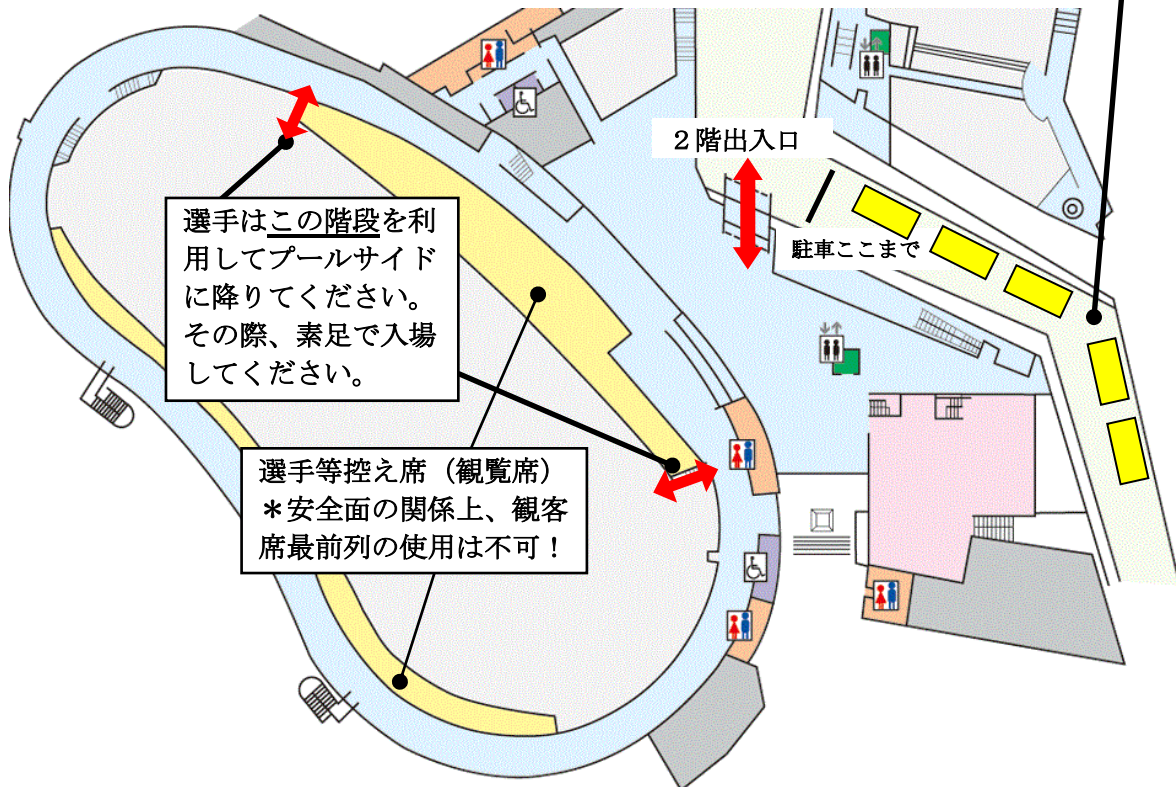 ２階出入口
駐車ここまで
選手はこの階段を利
用してプールサイド
に降りてください。
その際、素足で入場
してください。
選手等控え席（観覧席）
＊安全面の関係上、観客
席最前列の使用は不可！